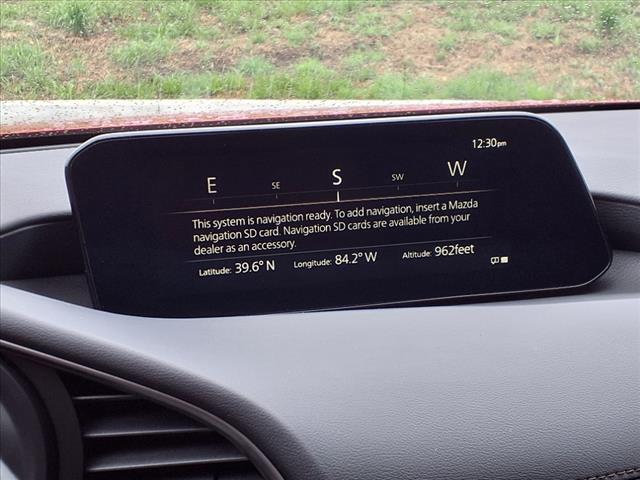 12:30pm
E SE S SW W
This system is navigation ready. To add navigation, insert a Mazda
navigation SD card. Navigation SD cards are available from your
dealer as an accessory.
Latitude: 39.6° N Longitude: 84.2° W Altitude: 962feet